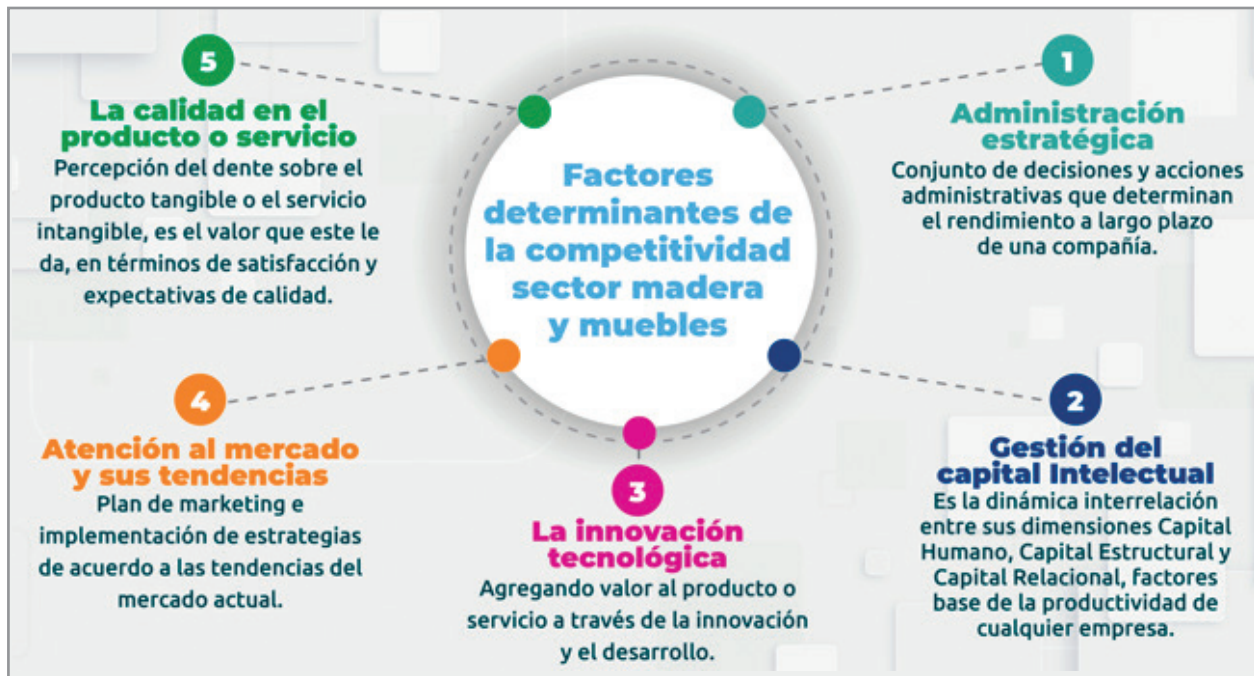 Factores
determinantes de
la competitividad
sector madera
y muebles
1
Administración
estratégica
Conjunto de decisiones y acciones
administrativas que determinan
el rendimiento a largo plazo
de una compañía.
2
Gestión del
capital Intelectual
Es la dinámica interrelación
entre sus dimensiones Capital
Humano, Capital Estructural y
Capital Relacional, factores
base de la productividad de
cualquier empresa.
3
La innovación
tecnológica
Agregando valor al producto o
servicio a través de la innovación
y el desarrollo.
4
Atención al mercado
y sus tendencias
Plan de marketing e
implementación de estrategias
de acuerdo a las tendencias del
mercado actual.
5
La calidad en el
producto o servicio
Percepción del dente sobre el
producto tangible o el servicio
intangible, es el valor que este le
da, en términos de satisfacción y
expectativas de calidad.